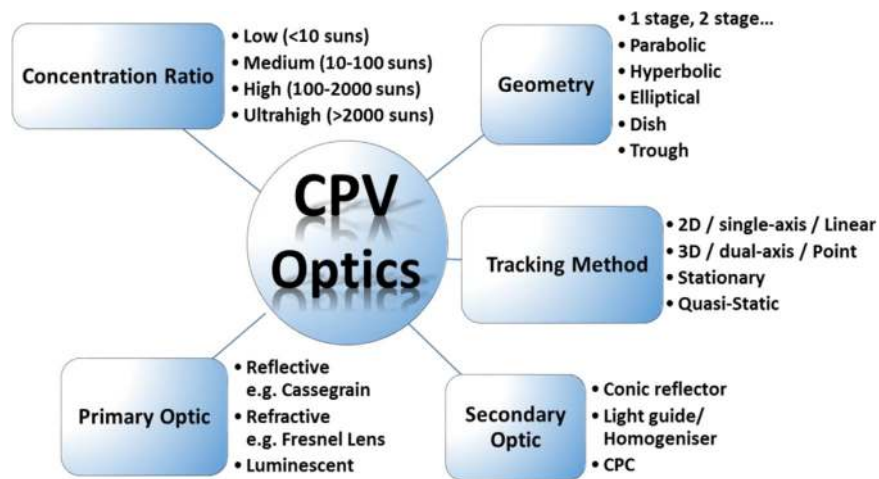 Concentration Ratio
• Low (<10 suns)
• Medium (10-100 suns)
• High (100-2000 suns)
• Ultrahigh (>2000 suns)
Geometry
• 1 stage, 2 stage...
• Parabolic
• Hyperbolic
• Elliptical
• Dish
• Trough
CPV
Optics
Tracking Method
• 2D / single-axis / Linear
• 3D / dual-axis / Point
• Stationary
• Quasi-Static
Primary Optic
• Reflective
e.g. Cassegrain
• Refractive
e.g. Fresnel Lens
• Luminescent
Secondary
Optic
• Conic reflector
• Light guide/
Homogeniser
• CPC